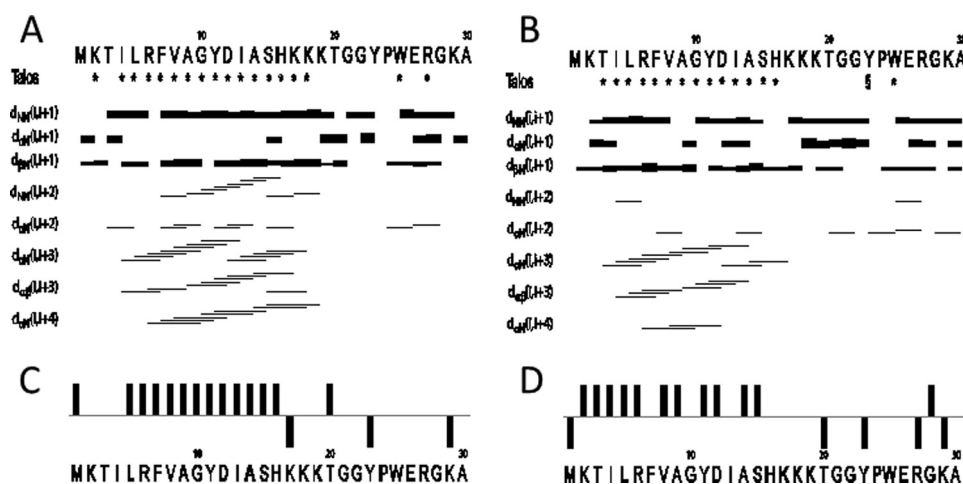 A
10 20 30
MKTILRFVAGYDIASHKKKTGGYPWERGKA
Talos
dNN(i,i+1)
dαN(i,i+1)
dβN(i,i+1)
dNN(i,i+2)
dαN(i,i+2)
dαN(i,i+3)
dαβ(i,i+3)
dαN(i,i+4)
B
10 20 30
MKTILRFVAGYDIASHKKKTGGYPWERGKA
Talos
dNN(i,i+1)
dαN(i,i+1)
dβN(i,i+1)
dNN(i,i+2)
dαN(i,i+2)
dαN(i,i+3)
dαβ(i,i+3)
dαN(i,i+4)
C
10 20 30
MKTILRFVAGYDIASHKKKTGGYPWERGKA
D
10 20 30
MKTILRFVAGYDIASHKKKTGGYPWERGKA